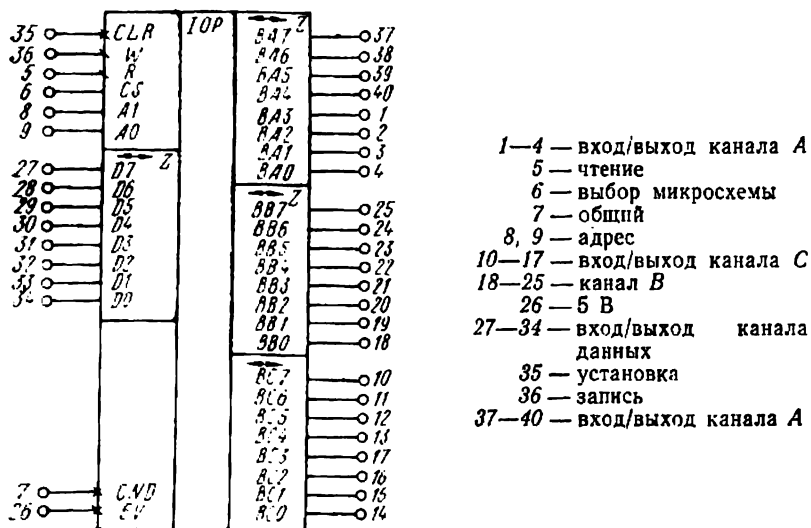 35 CLR IOP BA7 Z 37
36 W BA6 38
5 R BA5 39
6 CS BA4 40
8 A1 BA3 1
9 A0 BA2 2
BA1 3
BA0 4
27 D7 Z
28 D6
29 D5
30 D4
31 D3
32 D2
33 D1
34 D0
BB7 Z 25
BB6 24
BB5 23
BB4 22
BB3 21
BB2 20
BB1 19
BB0 18
BC7 10
BC6 11
BC5 12
BC4 13
BC3 17
BC2 16
BC1 15
BC0 14
7 GND
26 5V
1—4 — вход/выход канала A
5 — чтение
6 — выбор микросхемы
7 — общий
8, 9 — адрес
10—17 — вход/выход канала C
18—25 — канал B
26 — 5 В
27—34 — вход/выход канала
данных
35 — установка
36 — запись
37—40 — вход/выход канала A